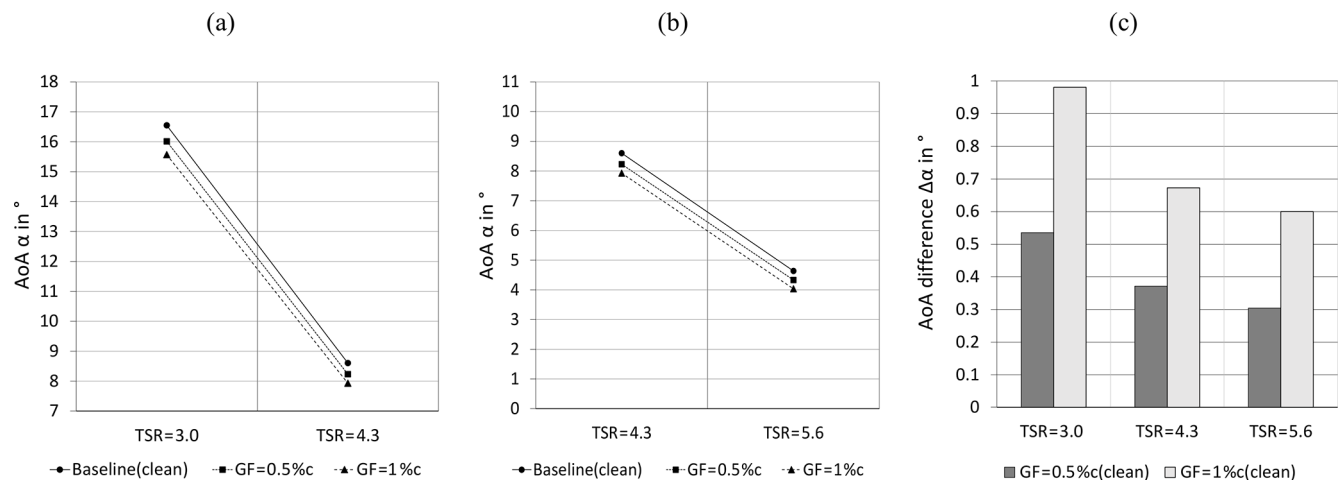 (a)
(b)
(c)
AoA α in °
18
17
16
15
14
13
12
11
10
9
8
7
TSR=3.0 TSR=4.3
Baseline(clean) GF=0.5%c GF=1%c
AoA α in °
11
10
9
8
7
6
5
4
3
2
1
0
TSR=4.3 TSR=5.6
Baseline(clean) GF=0.5%c GF=1%c
AoA difference Δα in °
1
0.9
0.8
0.7
0.6
0.5
0.4
0.3
0.2
0.1
0
TSR=3.0 TSR=4.3 TSR=5.6
GF=0.5%c(clean) GF=1%c(clean)